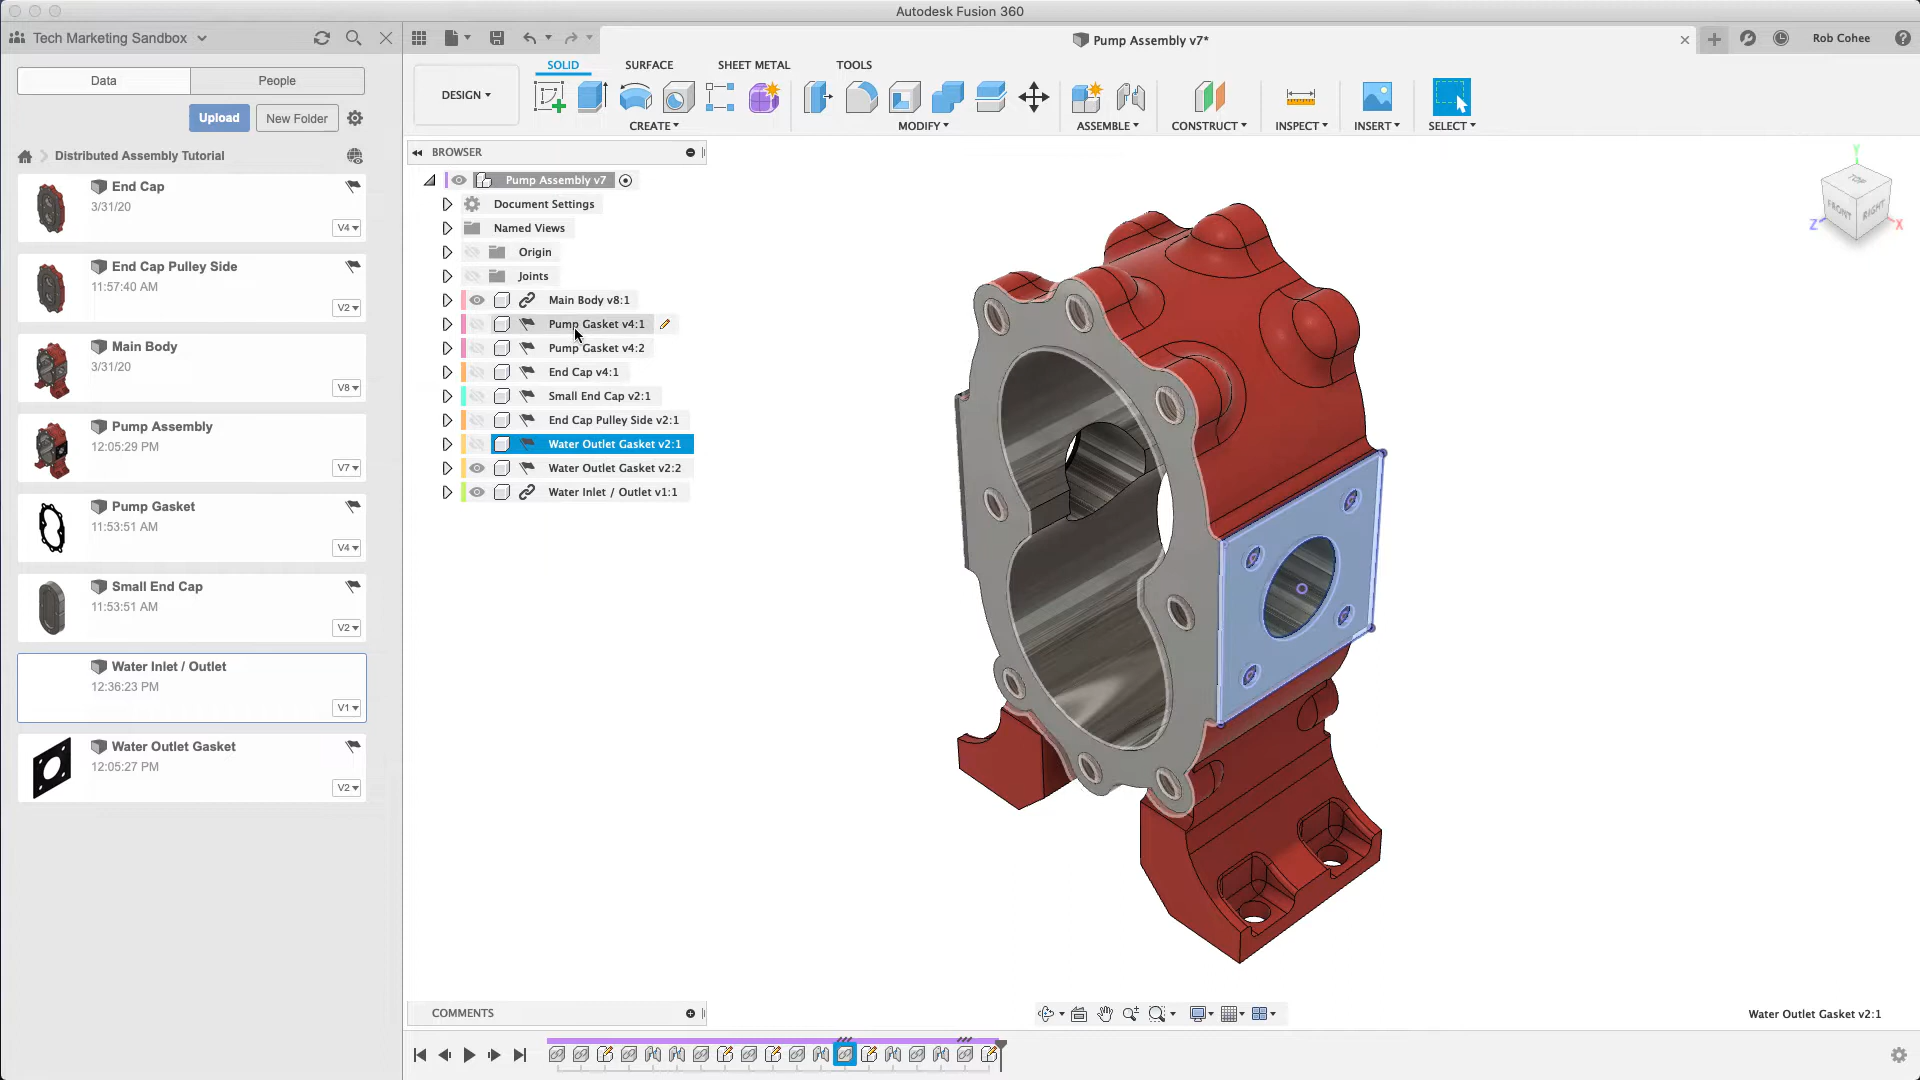 Autodesk Fusion 360
Tech Marketing Sandbox
Pump Assembly v7*
Rob Cohee
Data
People
Upload
New Folder
Distributed Assembly Tutorial
End Cap
3/31/20
V4
End Cap Pulley Side
11:57:40 AM
V2
Main Body
3/31/20
V8
Pump Assembly
12:05:29 PM
V7
Pump Gasket
11:53:51 AM
V4
Small End Cap
11:53:51 AM
V2
Water Inlet / Outlet
12:36:23 PM
V1
Water Outlet Gasket
12:05:27 PM
V2
DESIGN
SOLID
SURFACE
SHEET METAL
TOOLS
CREATE
MODIFY
ASSEMBLE
CONSTRUCT
INSPECT
INSERT
SELECT
BROWSER
Pump Assembly v7
Document Settings
Named Views
Origin
Joints
Main Body v8:1
Pump Gasket v4:1
Pump Gasket v4:2
End Cap v4:1
Small End Cap v2:1
End Cap Pulley Side v2:1
Water Outlet Gasket v2:1
Water Outlet Gasket v2:2
Water Inlet / Outlet v1:1
Y
TOP
FRONT
RIGHT
Z
X
COMMENTS
Water Outlet Gasket v2:1